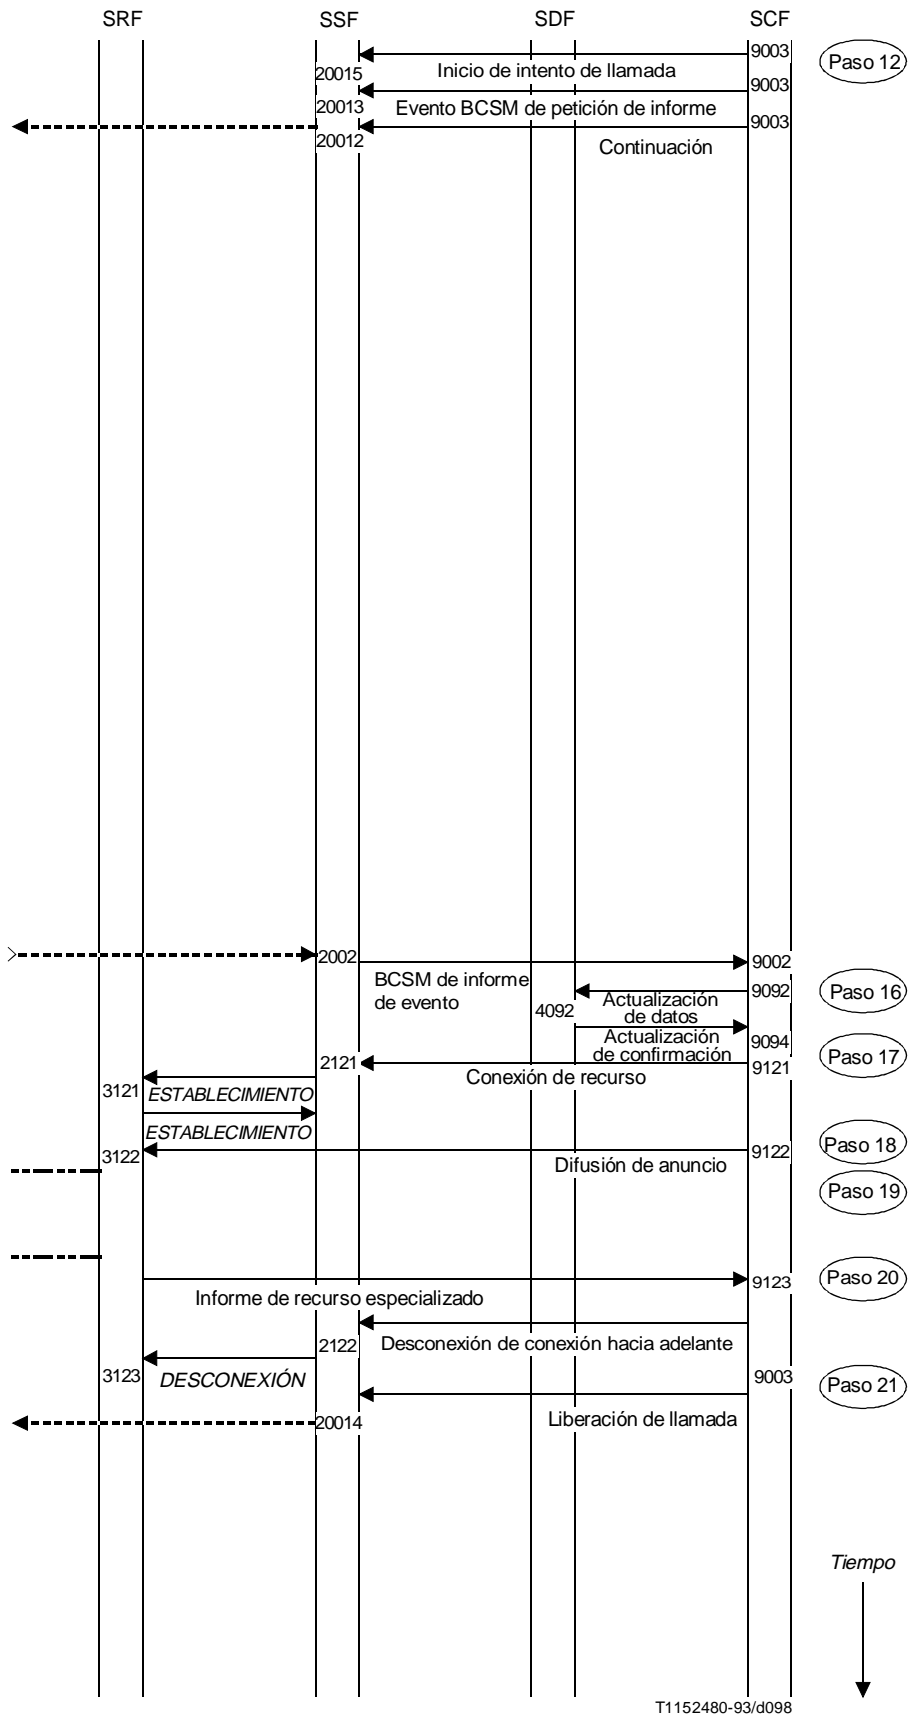 SRF SSF SDF SCF
9003
Paso 12
20015 Inicio de intento de llamada
9003
20013 Evento BCSM de petición de informe
9003
20012
Continuación
2002 9002
BCSM de informe
de evento
9092 Paso 16
4092 Actualización
de datos
Actualización
de confirmación
9094
Paso 17
2121 9121
Conexión de recurso
3121 ESTABLECIMIENTO
ESTABLECIMIENTO
3122 9122 Paso 18
Difusión de anuncio
Paso 19
9123 Paso 20
Informe de recurso especializado
2122 Desconexión de conexión hacia adelante
3123 DESCONEXIÓN 9003 Paso 21
20014 Liberación de llamada
Tiempo
T1152480-93/d098